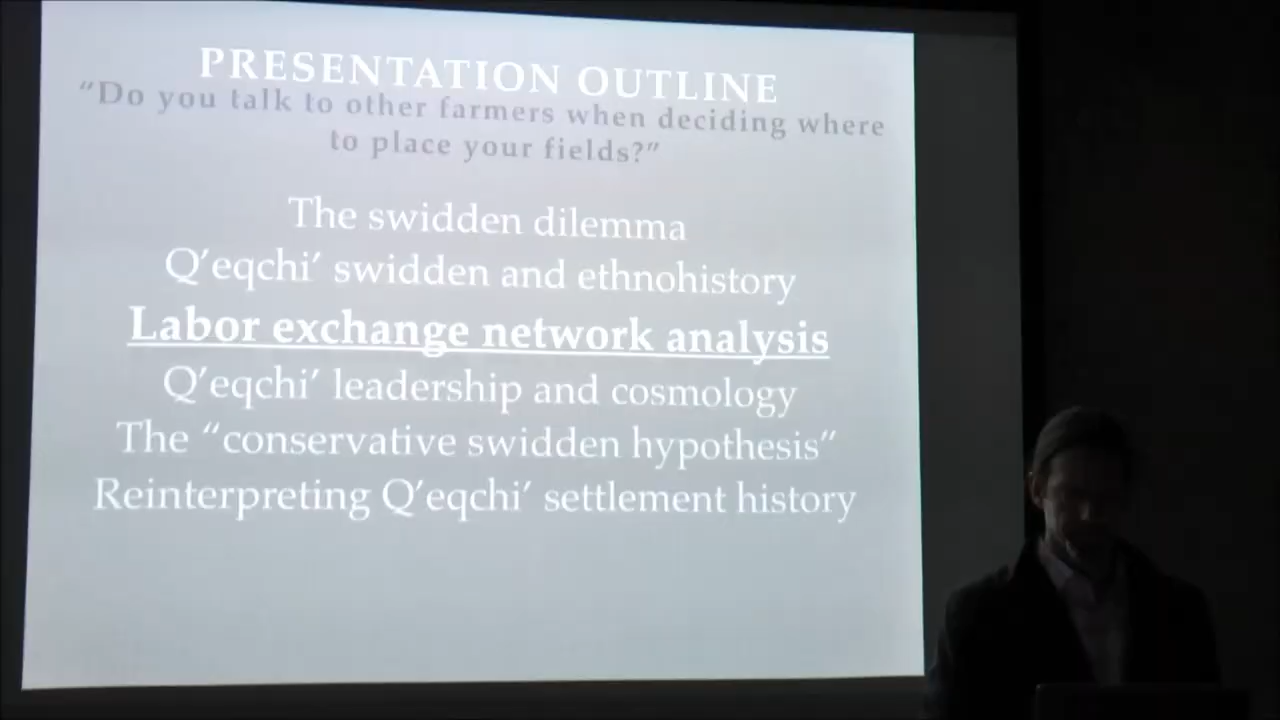 PRESENTATION OUTLINE
“Do you talk to other farmers when deciding where
to place your fields?”
The swidden dilemma
Q’eqchi’ swidden and ethnohistory
Labor exchange network analysis
Q’eqchi’ leadership and cosmology
The “conservative swidden hypothesis”
Reinterpreting Q’eqchi’ settlement history